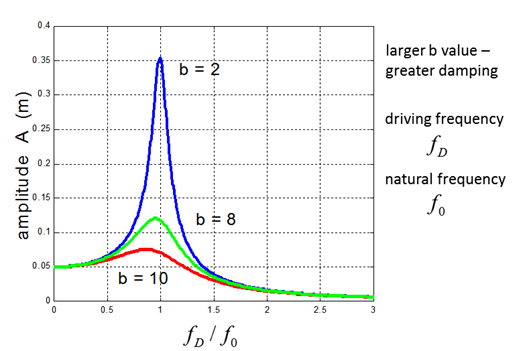 0.4
0.35
0.3
0.25
0.2
0.15
0.1
0.05
0
amplitude A (m)
b = 2
b = 8
b = 10
0 0.5 1 1.5 2 2.5 3
f_D / f_0
larger b value –
greater damping
driving frequency
f_D
natural frequency
f_0